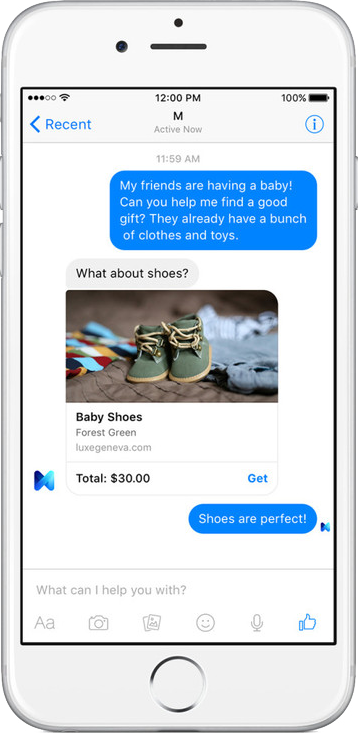 12:00 PM
100%
Recent
M
Active Now
11:59 AM
My friends are having a baby!
Can you help me find a good
gift? They already have a bunch
of clothes and toys.
What about shoes?
Baby Shoes
Forest Green
luxegeneva.com
Total: $30.00
Get
Shoes are perfect!
What can I help you with?
Aa